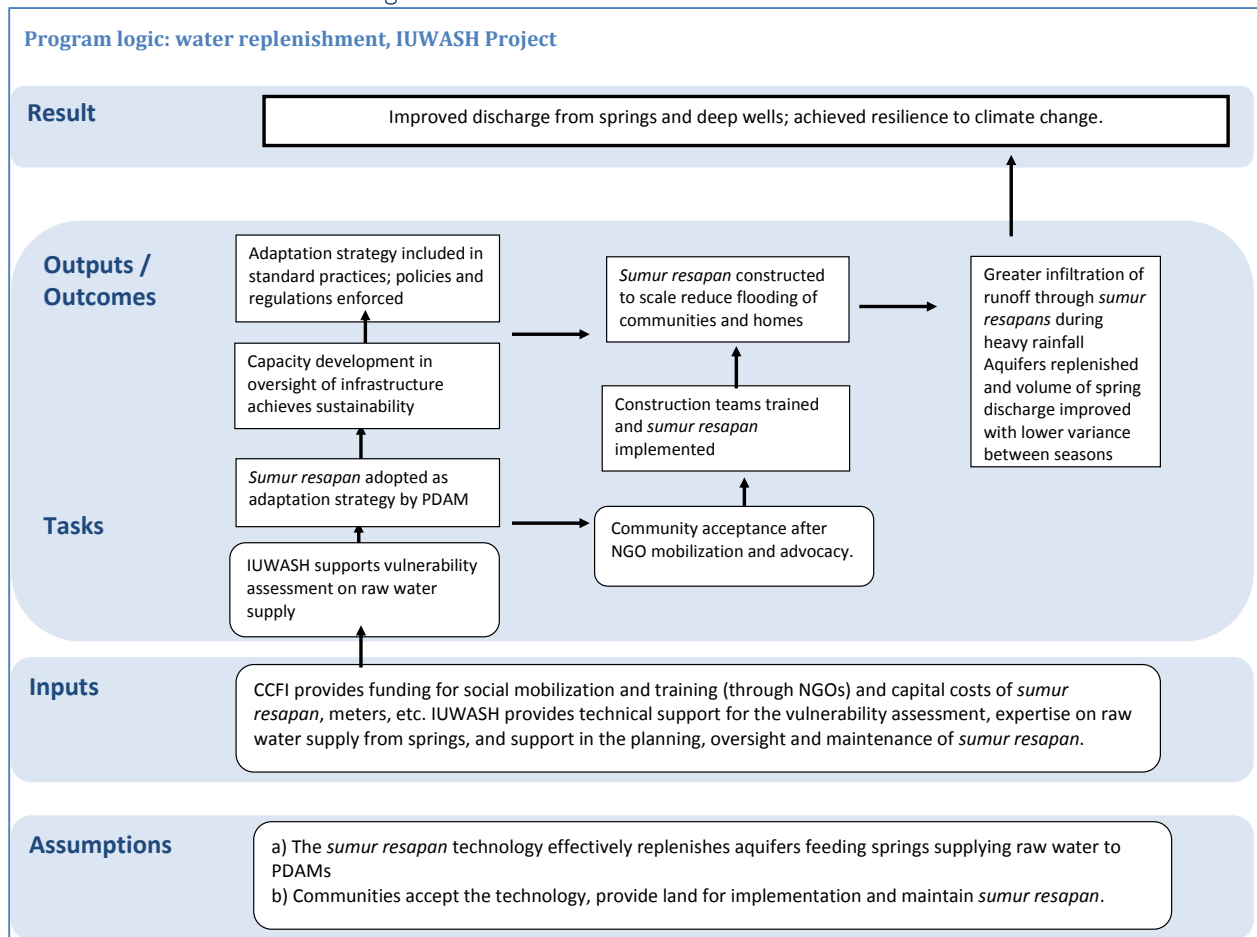 Program logic: water replenishment, IUWASH Project
Result
Improved discharge from springs and deep wells; achieved resilience to climate change.
Outputs /
Outcomes
Adaptation strategy included in
standard practices; policies and
regulations enforced
Capacity development in
oversight of infrastructure
achieves sustainability
Sumur resapan constructed
to scale reduce flooding of
communities and homes
Construction teams trained
and sumur resapan
implemented
Greater infiltration of
runoff through sumur
resapans during
heavy rainfall
Aquifers replenished
and volume of spring
discharge improved
with lower variance
between seasons
Tasks
Sumur resapan adopted as
adaptation strategy by PDAM
IUWASH supports vulnerability
assessment on raw water
supply
Community acceptance after
NGO mobilization and advocacy.
Inputs
CCFI provides funding for social mobilization and training (through NGOs) and capital costs of sumur
resapan, meters, etc. IUWASH provides technical support for the vulnerability assessment, expertise on raw
water supply from springs, and support in the planning, oversight and maintenance of sumur resapan.
Assumptions
a) The sumur resapan technology effectively replenishes aquifers feeding springs supplying raw water to
PDAMs
b) Communities accept the technology, provide land for implementation and maintain sumur resapan.